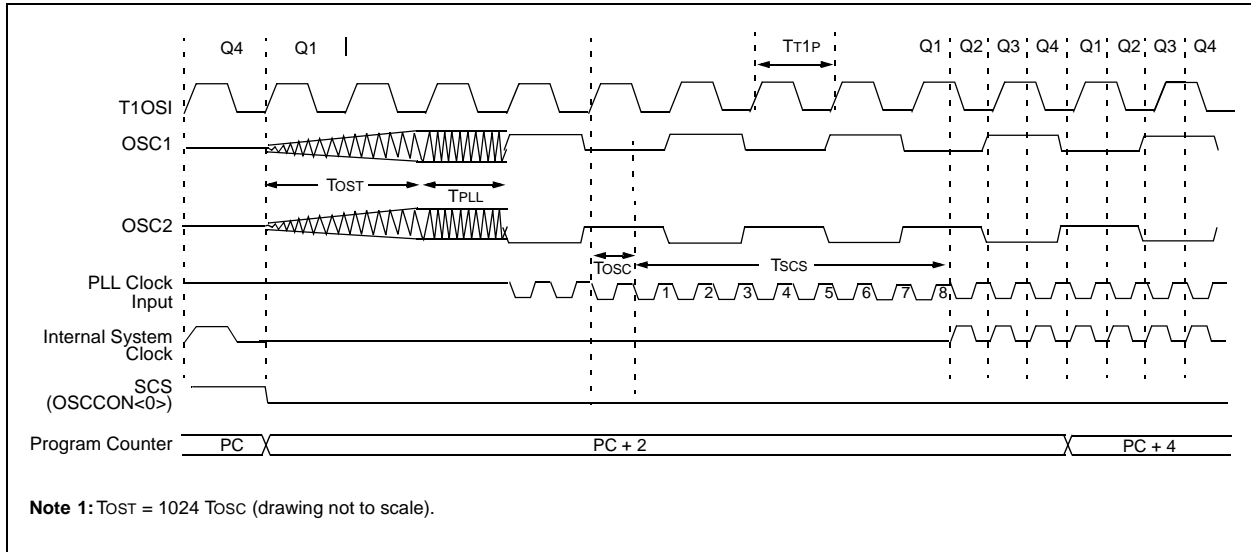 Q4 Q1 TT1P Q1 Q2 Q3 Q4 Q1 Q2 Q3 Q4
T1OSI
OSC1
TOST TPLL
OSC2
TOSC TSCS
PLL Clock
Input
1 2 3 4 5 6 7 8
Internal System
Clock
SCS
(OSCCON<0>)
Program Counter PC PC + 2 PC + 4
Note 1: TOST = 1024 TOSC (drawing not to scale).